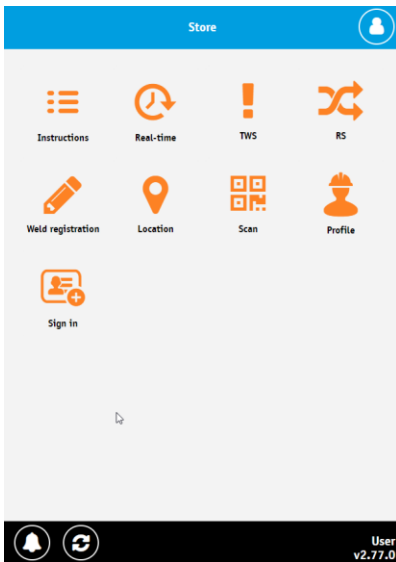 Store
Instructions
Real-time
TWS
RS
Weld registration
Location
Scan
Profile
Sign in
User
v2.77.0